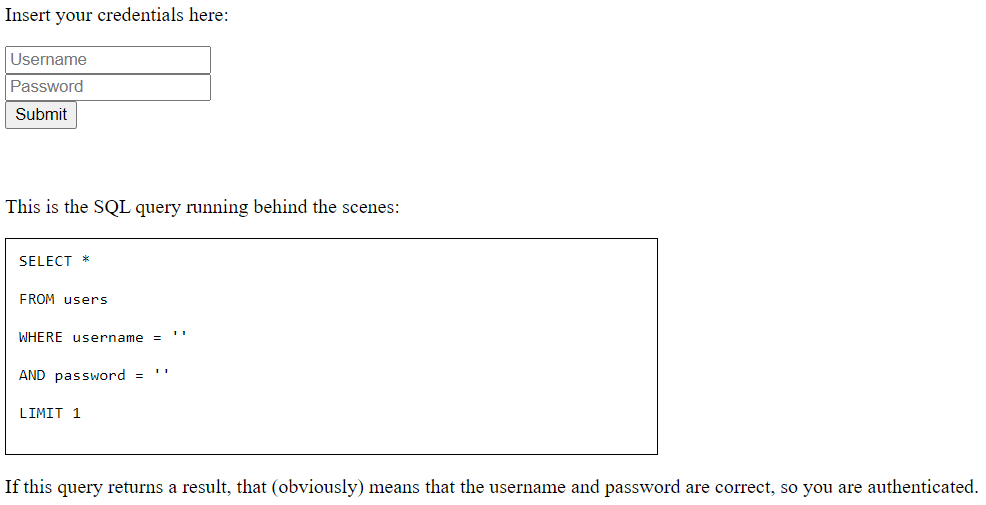 Insert your credentials here:
Username
Password
Submit
This is the SQL query running behind the scenes:
SELECT *
FROM users
WHERE username = ''
AND password = ''
LIMIT 1
If this query returns a result, that (obviously) means that the username and password are correct, so you are authenticated.